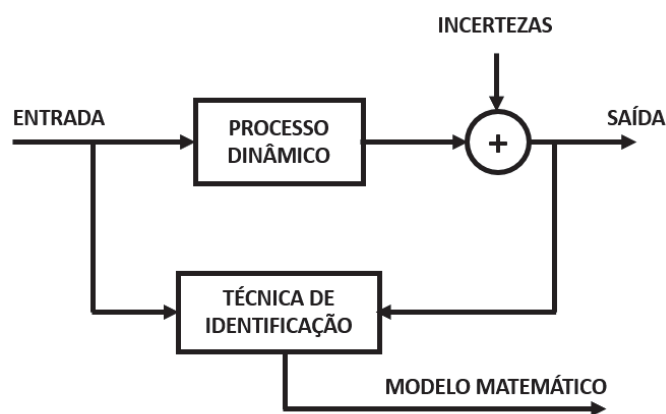 INCERTEZAS
ENTRADA
PROCESSO
DINÂMICO
+
SAÍDA
TÉCNICA DE
IDENTIFICAÇÃO
MODELO MATEMÁTICO